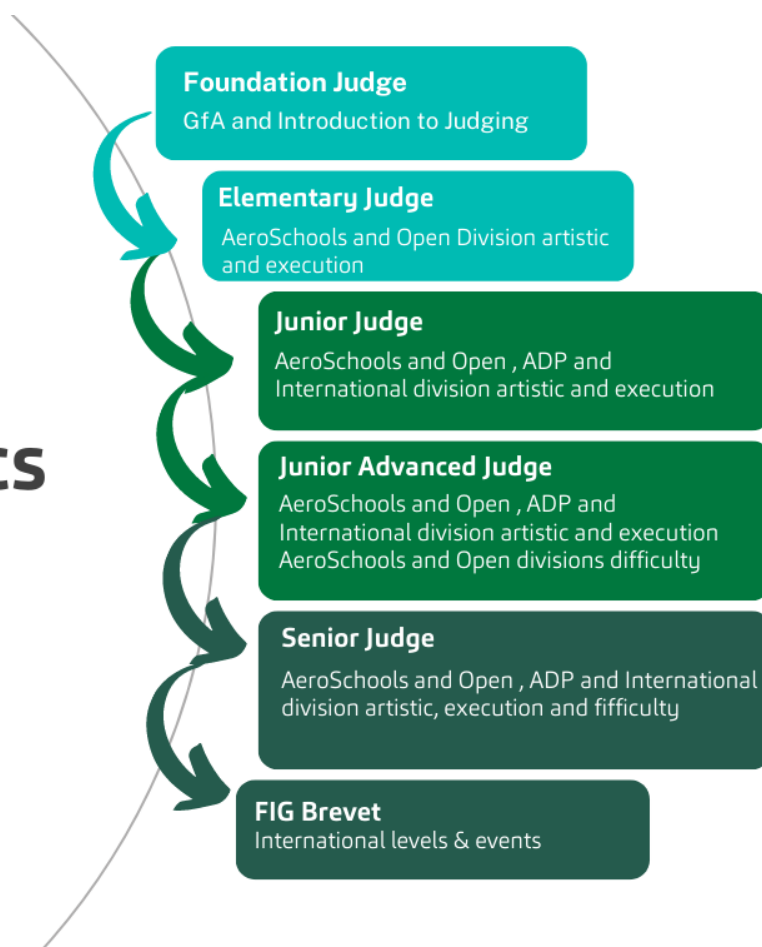 Foundation Judge
GfA and Introduction to Judging
Elementary Judge
AeroSchools and Open Division artistic
and execution
Junior Judge
AeroSchools and Open , ADP and
International division artistic and execution
Junior Advanced Judge
AeroSchools and Open , ADP and
International division artistic and execution
AeroSchools and Open divisions difficulty
Senior Judge
AeroSchools and Open , ADP and International
division artistic, execution and fifficulty
FIG Brevet
International levels & events